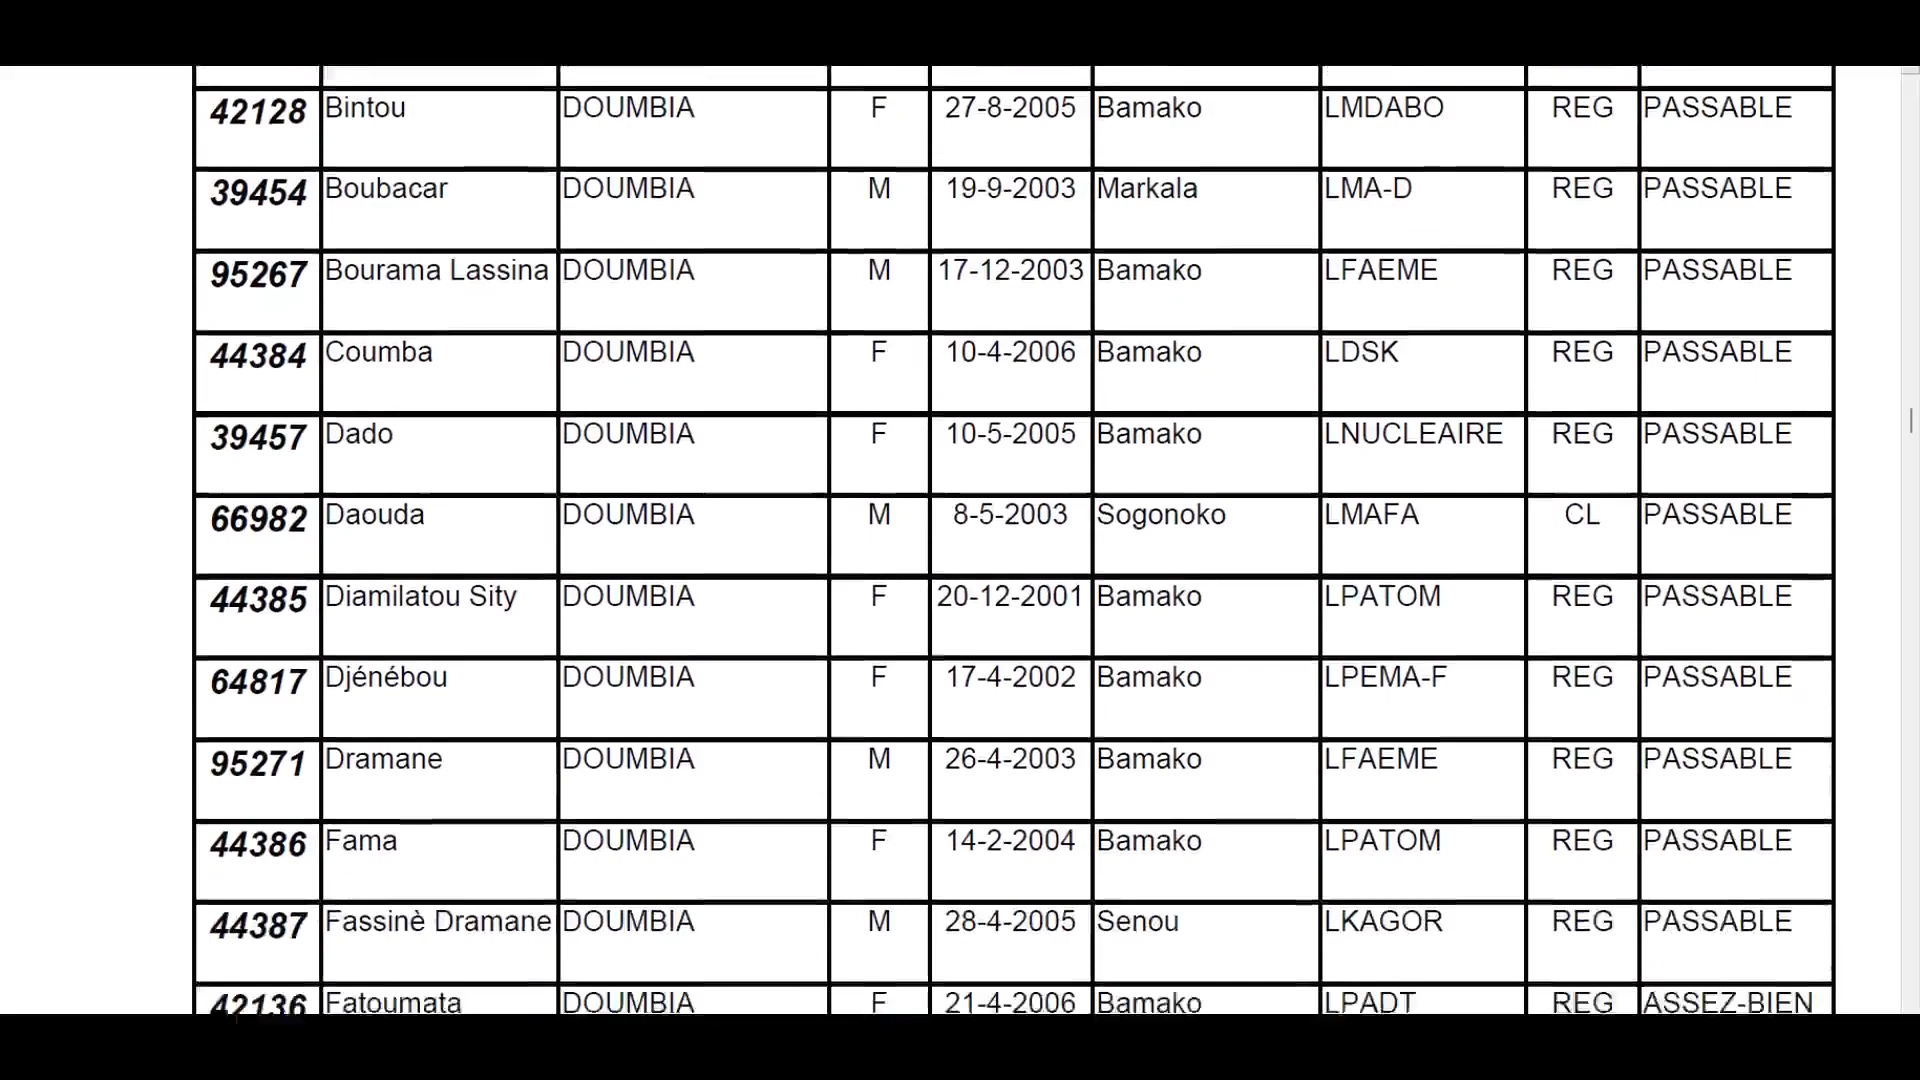 42128 Bintou DOUMBIA F 27-8-2005 Bamako LMDABO REG PASSABLE
39454 Boubacar DOUMBIA M 19-9-2003 Markala LMA-D REG PASSABLE
95267 Bourama Lassina DOUMBIA M 17-12-2003 Bamako LFAEME REG PASSABLE
44384 Coumba DOUMBIA F 10-4-2006 Bamako LDSK REG PASSABLE
39457 Dado DOUMBIA F 10-5-2005 Bamako LNUCLEAIRE REG PASSABLE
66982 Daouda DOUMBIA M 8-5-2003 Sogonoko LMAFA CL PASSABLE
44385 Diamilatou Sity DOUMBIA F 20-12-2001 Bamako LPATOM REG PASSABLE
64817 Djénébou DOUMBIA F 17-4-2002 Bamako LPEMA-F REG PASSABLE
95271 Dramane DOUMBIA M 26-4-2003 Bamako LFAEME REG PASSABLE
44386 Fama DOUMBIA F 14-2-2004 Bamako LPATOM REG PASSABLE
44387 Fassinè Dramane DOUMBIA M 28-4-2005 Senou LKAGOR REG PASSABLE
42136 Fatoumata DOUMBIA F 21-4-2006 Bamako LPADT REG ASSEZ-BIEN